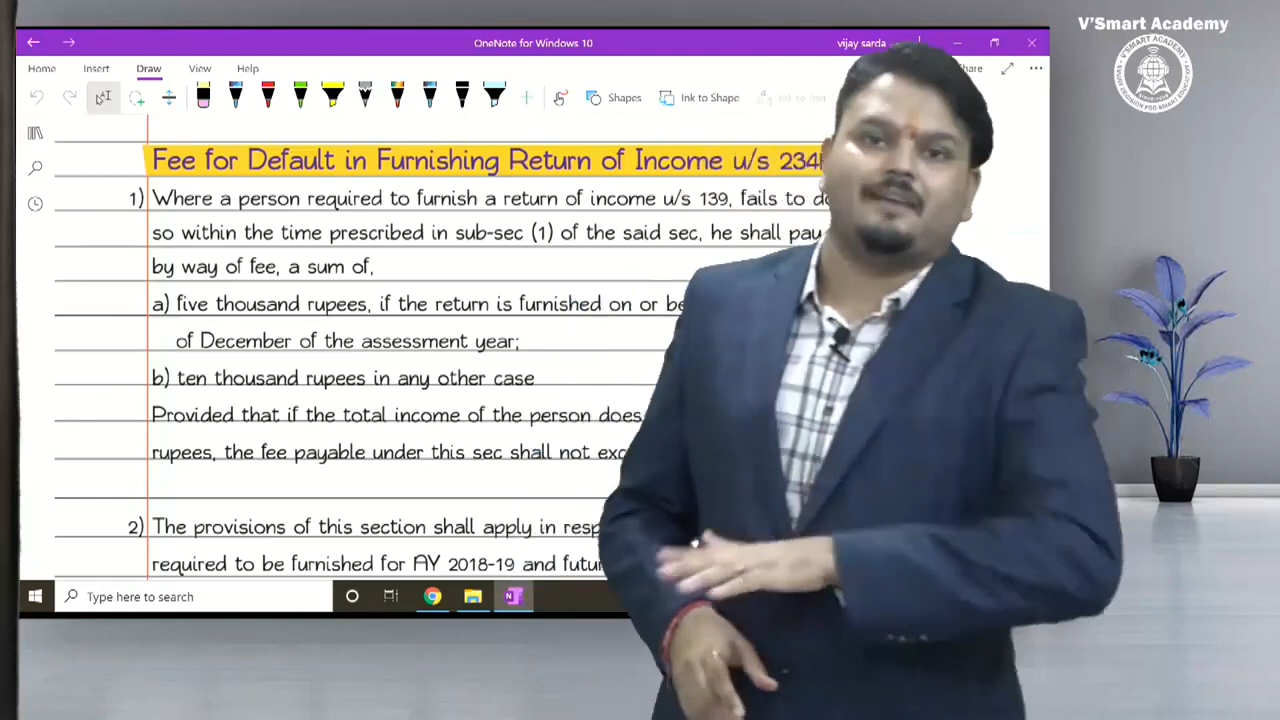 V'Smart Academy
OneNote for Windows 10
vijay sarda
Home Insert Draw View Help
Shapes Ink to Shape
Fee for Default in Furnishing Return of Income u/s 234
1) Where a person required to furnish a return of income u/s 139, fails to
so within the time prescribed in sub-sec (1) of the said sec, he shall pay
by way of fee, a sum of,
a) five thousand rupees, if the return is furnished on or
of December of the assessment year;
b) ten thousand rupees in any other case
Provided that if the total income of the person does
rupees, the fee payable under this sec shall not
2) The provisions of this section shall apply in
required to be furnished for AY 2018-19 and
Type here to search